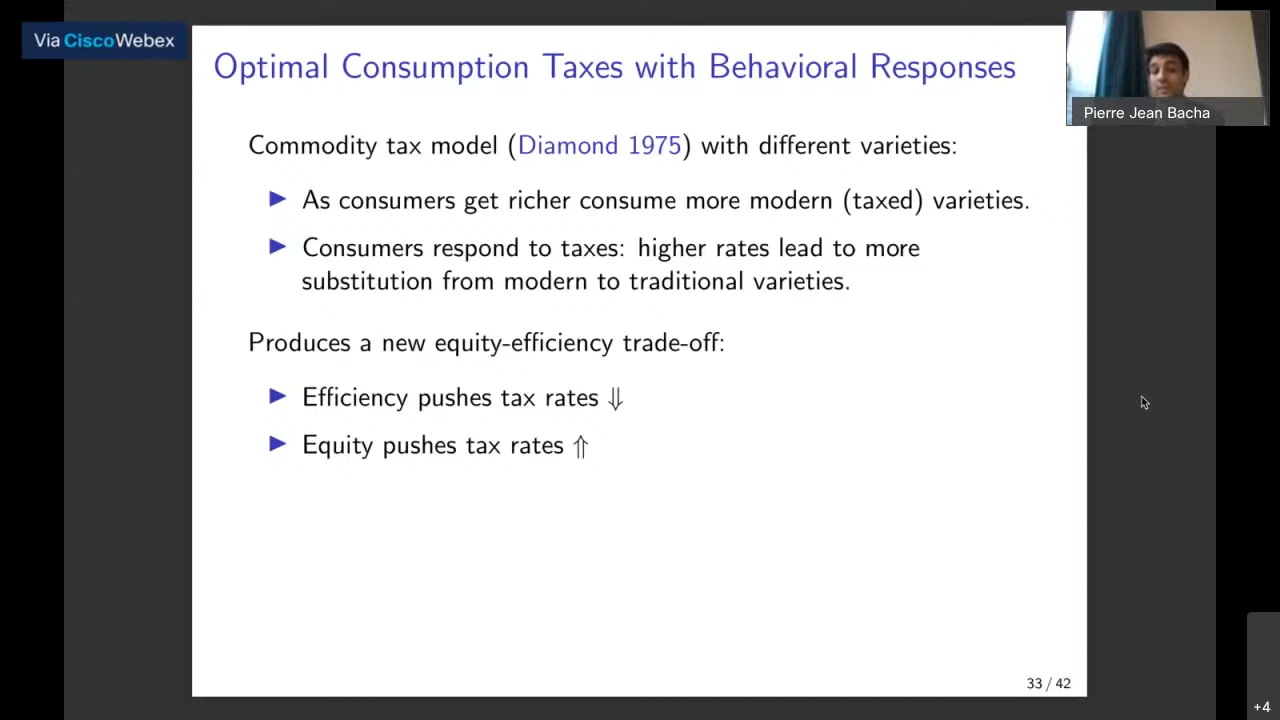 Via CiscoWebex
Optimal Consumption Taxes with Behavioral Responses
Pierre Jean Bacha
Commodity tax model (Diamond 1975) with different varieties:
▶ As consumers get richer consume more modern (taxed) varieties.
▶ Consumers respond to taxes: higher rates lead to more
substitution from modern to traditional varieties.
Produces a new equity-efficiency trade-off:
▶ Efficiency pushes tax rates ⇓
▶ Equity pushes tax rates ⇑
33 / 42
+4